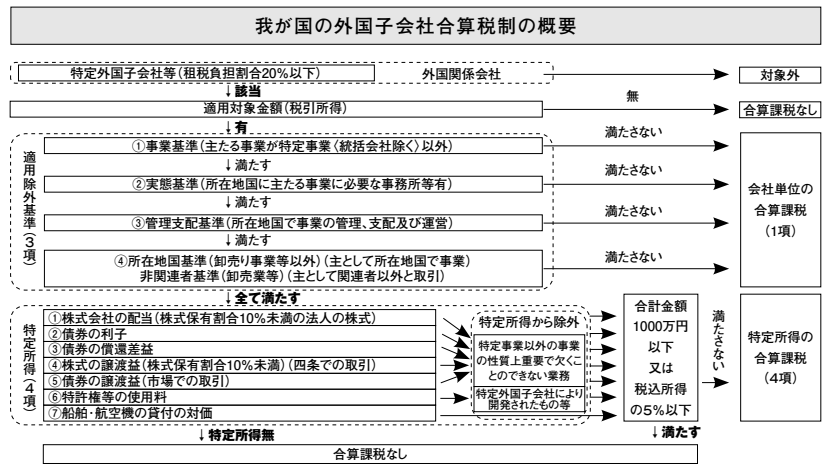 我が国の外国子会社合算税制の概要
特定外国子会社等(租税負担割合20%以下)
外国関係会社
対象外
↓該当
無
適用対象金額(税引所得)
合算課税なし
↓有
満たさない
適用除外基準(3項)
①事業基準(主たる事業が特定事業〈統括会社除く〉以外)
↓満たす
満たさない
②実態基準(所在地国に主たる事業に必要な事務所等有)
↓満たす
満たさない
③管理支配基準(所在地国で事業の管理、支配及び運営)
↓満たす
満たさない
④所在地国基準(卸売り事業等以外)(主として所在地国で事業)
非関連者基準(卸売業等)(主として関連者以外と取引)
会社単位の
合算課税
(1項)
↓全て満たす
特定所得(4項)
①株式会社の配当(株式保有割合10%未満の法人の株式)
②債券の利子
③債券の償還差益
④株式の譲渡益(株式保有割合10%未満)(四条での取引)
⑤債券の譲渡益(市場での取引)
⑥特許権等の使用料
⑦船舶・航空機の貸付の対価
特定所得から除外
特定事業以外の事業
の性質上重要で欠くこ
とのできない業務
特定外国子会社により
開発されたもの等
合計金額
1000万円
以下
又は
税込所得
の5%以下
満たさない
特定所得の
合算課税
(4項)
↓特定所得無
↓満たす
合算課税なし